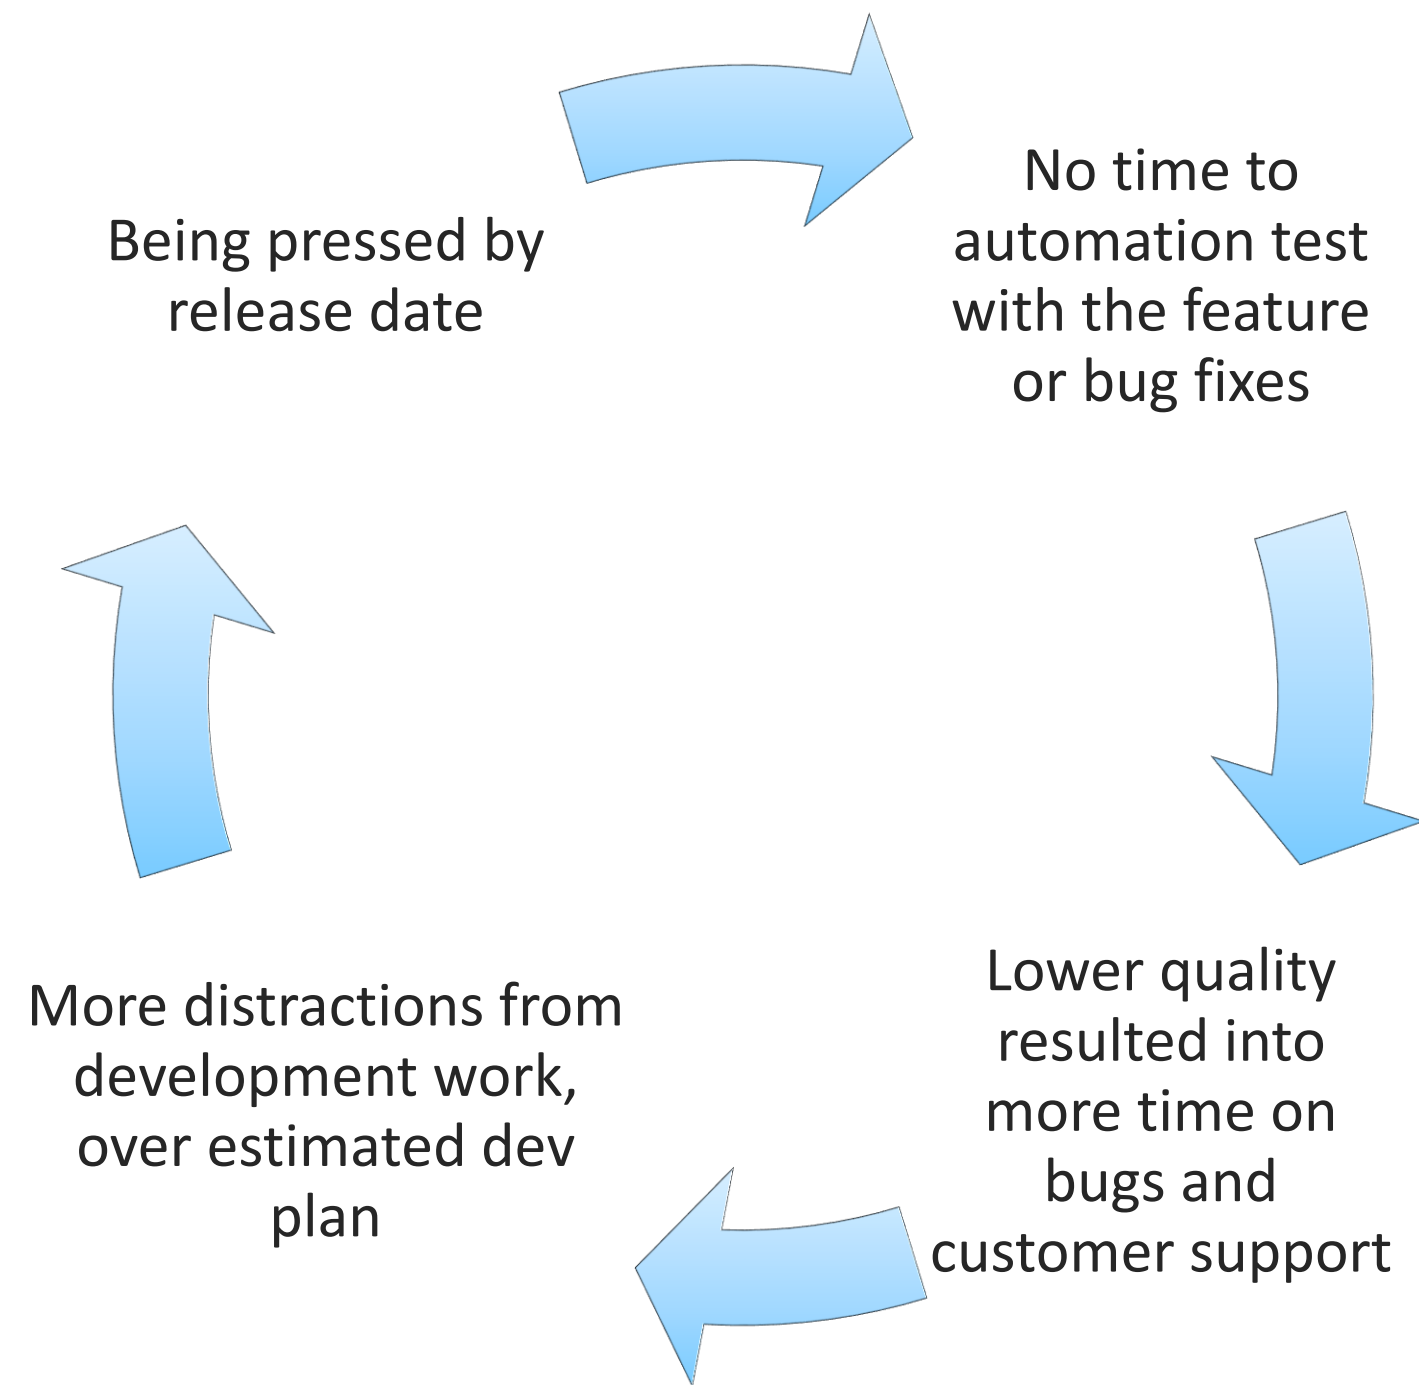 Being pressed by
release date
No time to
automation test
with the feature
or bug fixes
Lower quality
resulted into
more time on
bugs and
customer support
More distractions from
development work,
over estimated dev
plan